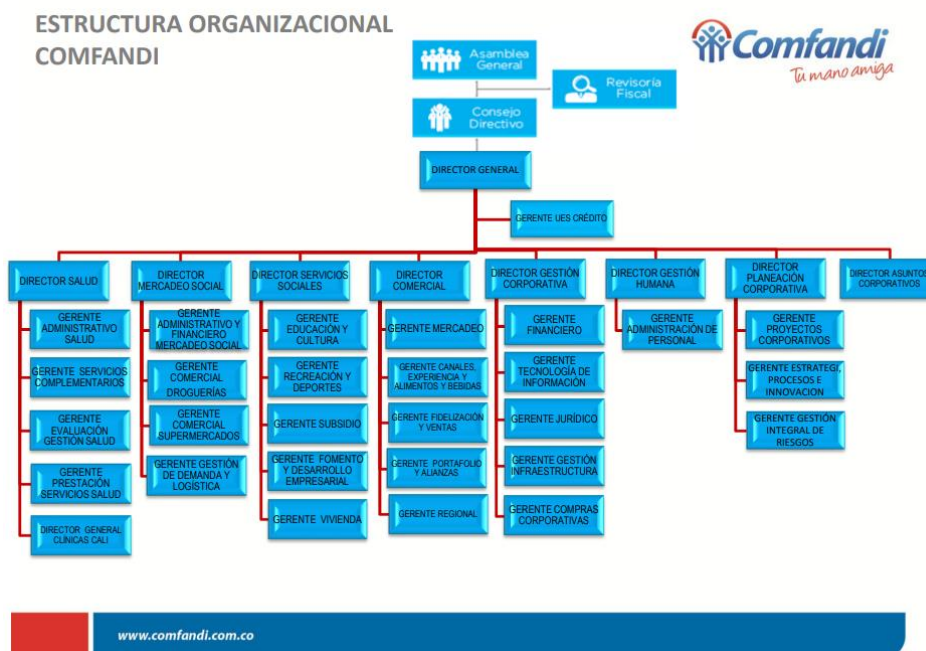 ESTRUCTURA ORGANIZACIONAL
COMFANDI
Comfandi
Tu mano amiga
Asamblea
General
Revisoría
Fiscal
Consejo
Directivo
DIRECTOR GENERAL
GERENTE UES CRÉDITO
DIRECTOR SALUD
GERENTE
ADMINISTRATIVO
SALUD
GERENTE SERVICIOS
COMPLEMENTARIOS
GERENTE
EVALUACIÓN
GESTIÓN SALUD
GERENTE
PRESTACIÓN
SERVICIOS SALUD
DIRECTOR GENERAL
CLÍNICAS CALI
DIRECTOR
MERCADEO SOCIAL
GERENTE
ADMINISTRATIVO Y
FINANCIERO
MERCADEO SOCIAL
GERENTE
COMERCIAL
DROGUERÍAS
GERENTE
COMERCIAL
SUPERMERCADOS
GERENTE GESTIÓN
DE DEMANDA Y
LOGÍSTICA
DIRECTOR SERVICIOS
SOCIALES
GERENTE
EDUCACIÓN Y
CULTURA
GERENTE
RECREACIÓN Y
DEPORTES
GERENTE SUBSIDIO
GERENTE FOMENTO
Y DESARROLLO
EMPRESARIAL
GERENTE VIVIENDA
DIRECTOR
COMERCIAL
GERENTE MERCADEO
GERENTE CANALES,
EXPERIENCIA Y
ALIMENTOS Y BEBIDAS
GERENTE FIDELIZACIÓN
Y VENTAS
GERENTE PORTAFOLIO
Y ALIANZAS
GERENTE REGIONAL
DIRECTOR GESTIÓN
CORPORATIVA
GERENTE
FINANCIERO
GERENTE
TECNOLOGÍA DE
INFORMACIÓN
GERENTE JURÍDICO
GERENTE GESTIÓN
INFRAESTRUCTURA
GERENTE COMPRAS
CORPORATIVAS
DIRECTOR GESTIÓN
HUMANA
GERENTE
ADMINISTRACIÓN DE
PERSONAL
DIRECTOR
PLANEACIÓN
CORPORATIVA
GERENTE
PROYECTOS
CORPORATIVOS
GERENTE ESTRATEGI,
PROCESOS E
INNOVACION
GERENTE GESTIÓN
INTEGRAL DE
RIESGOS
DIRECTOR ASUNTOS
CORPORATIVOS
www.comfandi.com.co